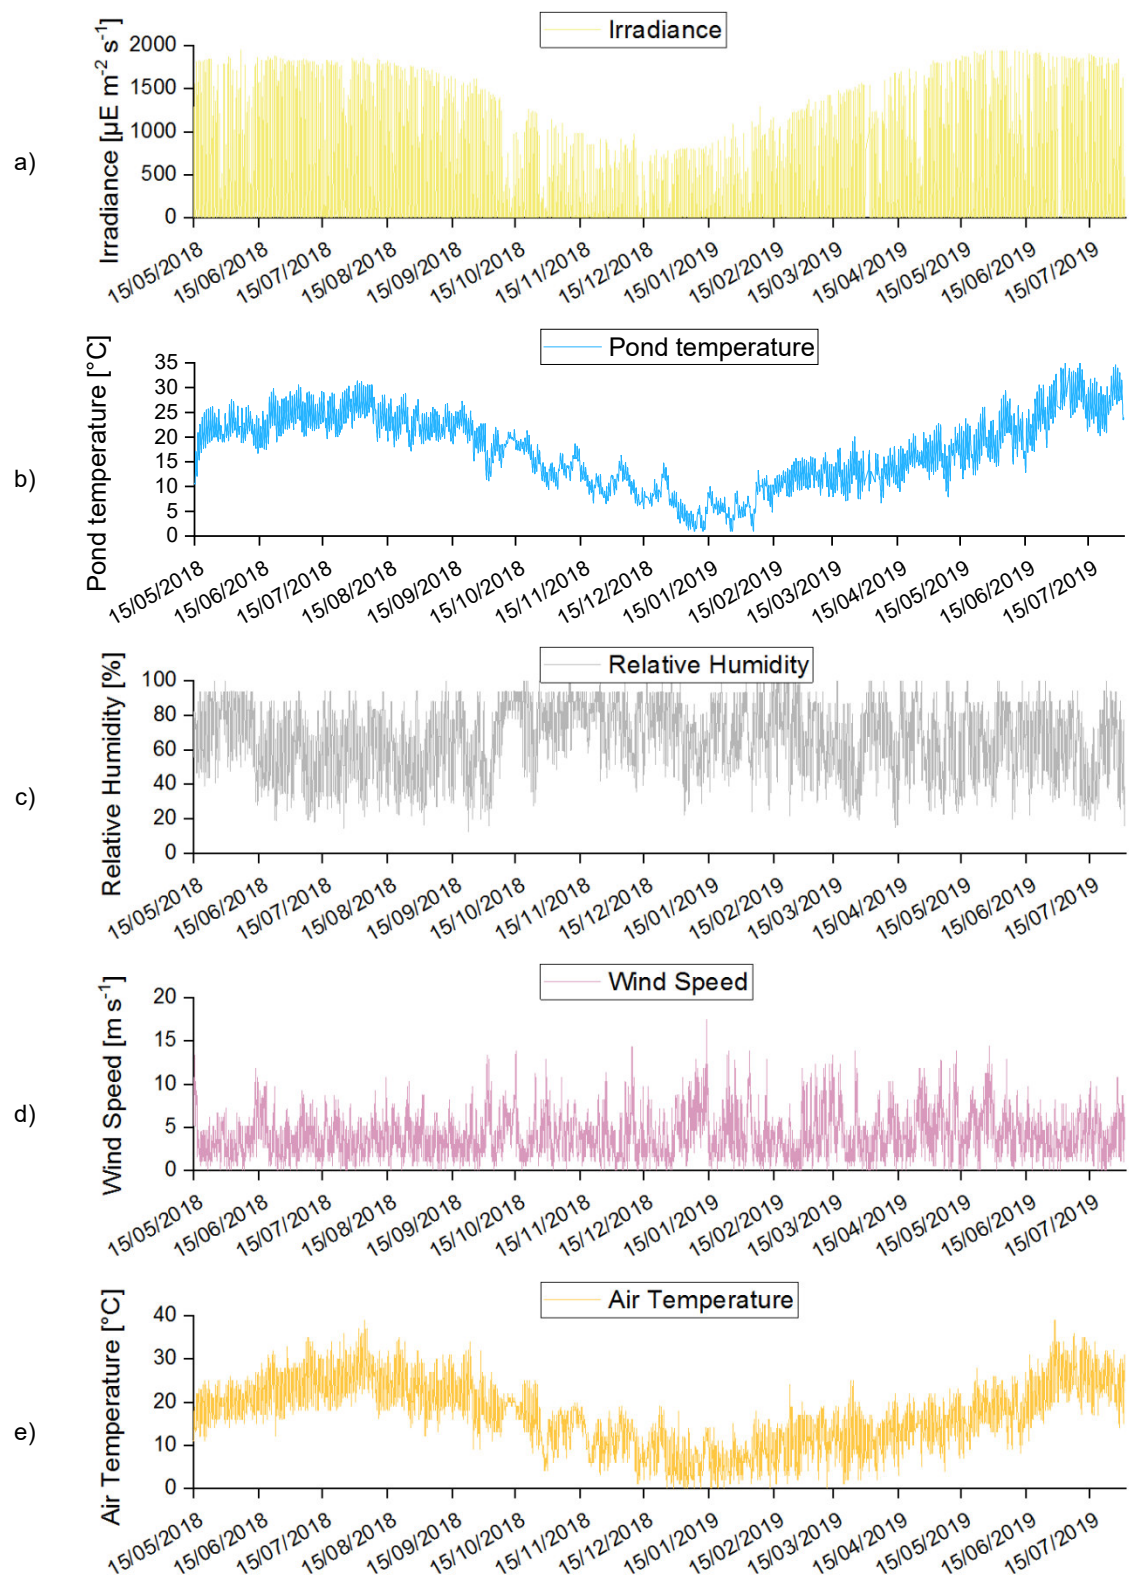 a)
Irradiance
Irradiance [µE m-2 s-1)
2000
1500
1000
500
0
15/05/2018 15/06/2018 15/07/2018 15/08/2018 15/09/2018 15/10/2018 15/11/2018 15/12/2018 15/01/2019 15/02/2019 15/03/2019 15/04/2019 15/05/2019 15/06/2019 15/07/2019
b)
Pond temperature
Pond temperature [°C]
35
30
25
20
15
10
5
0
15/05/2018 15/06/2018 15/07/2018 15/08/2018 15/09/2018 15/10/2018 15/11/2018 15/12/2018 15/01/2019 15/02/2019 15/03/2019 15/04/2019 15/05/2019 15/06/2019 15/07/2019
c)
Relative Humidity
Relative Humidity [%]
100
80
60
40
20
0
15/05/2018 15/06/2018 15/07/2018 15/08/2018 15/09/2018 15/10/2018 15/11/2018 15/12/2018 15/01/2019 15/02/2019 15/03/2019 15/04/2019 15/05/2019 15/06/2019 15/07/2019
d)
Wind Speed
Wind Speed [m s-1]
20
15
10
5
0
15/05/2018 15/06/2018 15/07/2018 15/08/2018 15/09/2018 15/10/2018 15/11/2018 15/12/2018 15/01/2019 15/02/2019 15/03/2019 15/04/2019 15/05/2019 15/06/2019 15/07/2019
e)
Air Temperature
Air Temperature [°C]
40
30
20
10
0
15/05/2018 15/06/2018 15/07/2018 15/08/2018 15/09/2018 15/10/2018 15/11/2018 15/12/2018 15/01/2019 15/02/2019 15/03/2019 15/04/2019 15/05/2019 15/06/2019 15/07/2019